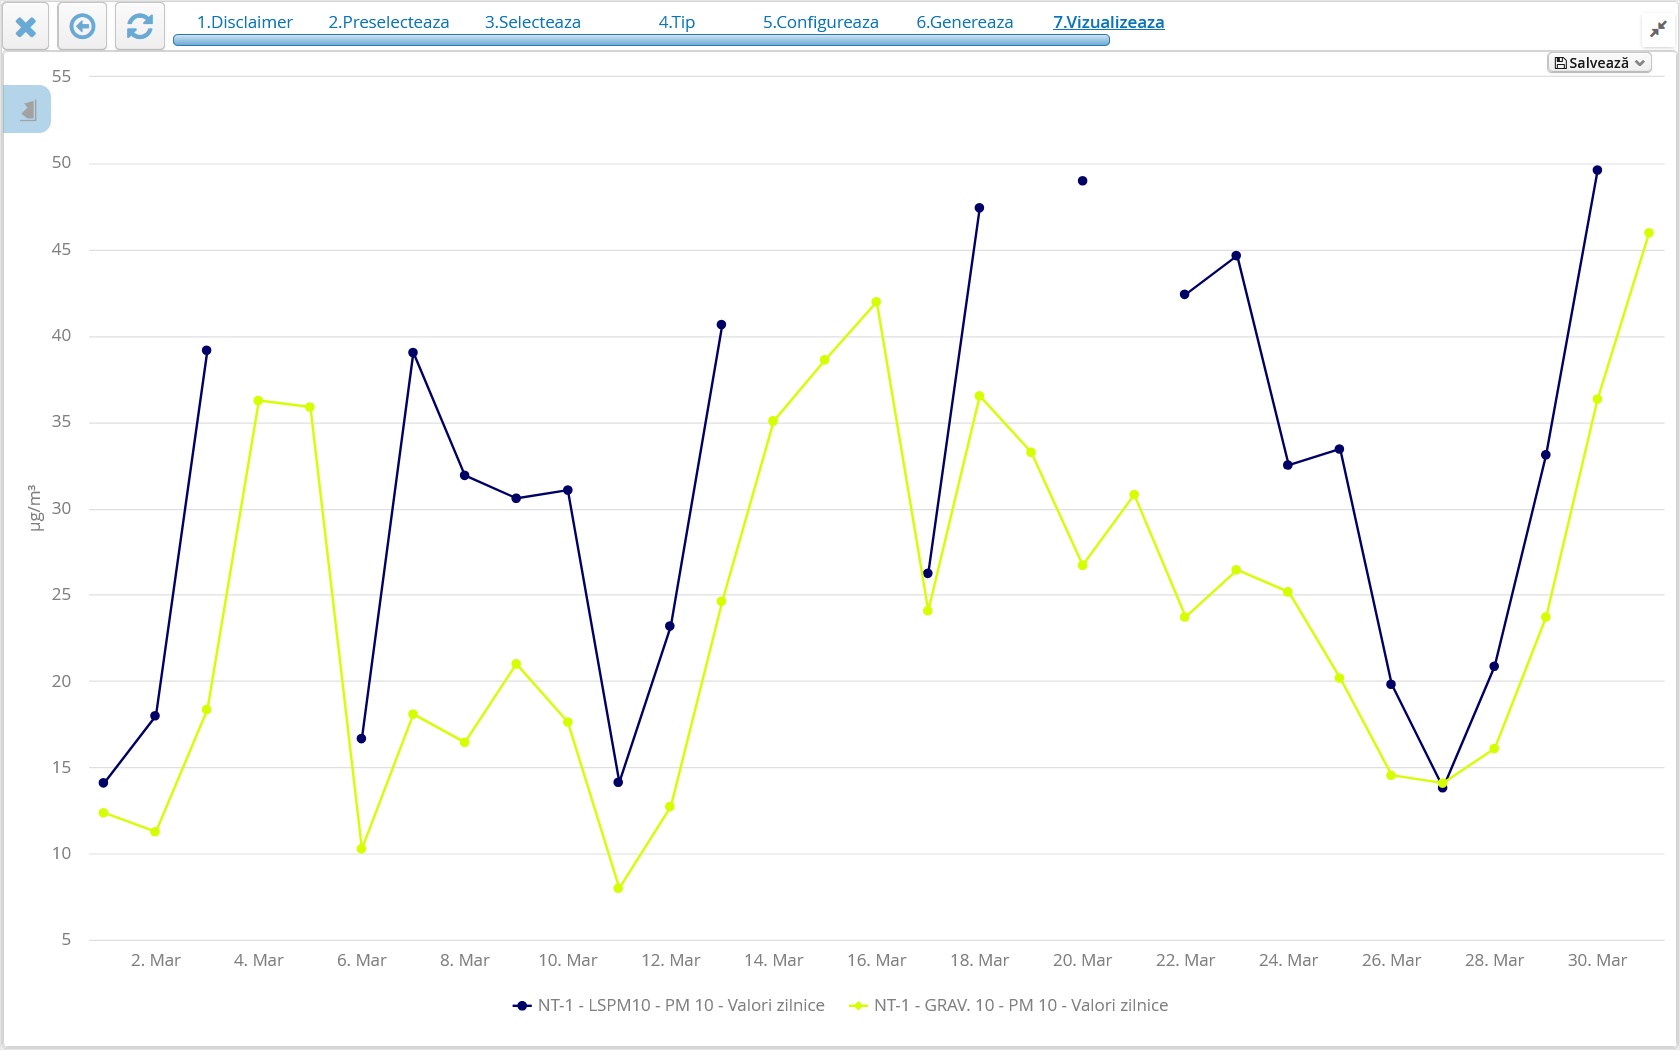 1.Disclaimer 2.Preselecteaza 3.Selecteaza 4.Tip 5.Configureaza 6.Genereaza 7.Vizualizeaza
Salvează
55
50
45
40
35
30
25
20
15
10
5
µg/m³
2. Mar 4. Mar 6. Mar 8. Mar 10. Mar 12. Mar 14. Mar 16. Mar 18. Mar 20. Mar 22. Mar 24. Mar 26. Mar 28. Mar 30. Mar
NT-1 - LSPM10 - PM 10 - Valori zilnice NT-1 - GRAV. 10 - PM 10 - Valori zilnice